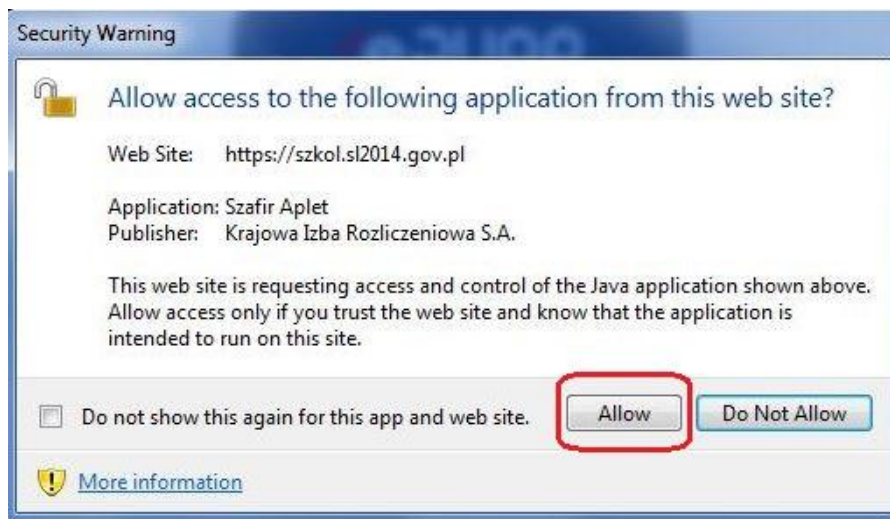 Security Warning
Allow access to the following application from this web site?
Web Site: https://szkol.sl2014.gov.pl
Application: Szafir Aplet
Publisher: Krajowa Izba Rozliczeniowa S.A.
This web site is requesting access and control of the Java application shown above.
Allow access only if you trust the web site and know that the application is
intended to run on this site.
Do not show this again for this app and web site. Allow Do Not Allow
More information